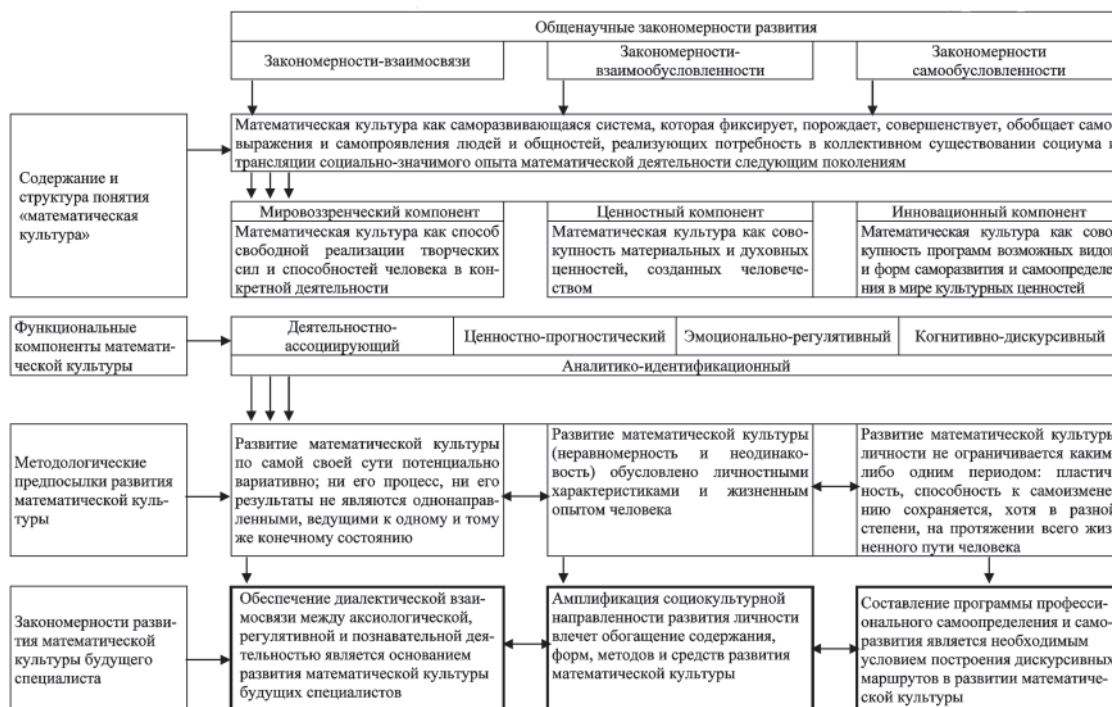 Общенаучные закономерности развития
Закономерности-взаимосвязи
Закономерности-
взаимообусловленности
Закономерности
самообусловленности
Содержание и
структура понятия
«математическая
культура»
Математическая культура как саморазвивающаяся система, которая фиксирует, порождает, совершенствует, обобщает само
выражения и самопроявления людей и общностей, реализующих потребность в коллективном существовании социума и
трансляции социально-значимого опыта математической деятельности следующим поколениям
Мировоззренческий компонент
Математическая культура как способ
свободной реализации творческих
сил и способностей человека в кон-
кретной деятельности
Ценностный компонент
Математическая культура как сово-
купность материальных и духовных
ценностей, созданных человече-
ством
Инновационный компонент
Математическая культура как сово
купность программ возможных видов
и форм саморазвития и самоопределе
ния в мире культурных ценностей
Функциональные
компоненты матема­ти-
ческой культуры
Деятельностно-
ассоциирующий
Ценностно-прогностический
Эмоционально-регулятивный
Когнитивно-дискурсивный
Аналитико-идентификационный
Методологические
предпосылки развития
математической куль-
туры
Развитие математической культуры
по самой своей сути потенциально
вариативно; ни его процесс, ни его
результаты не являются однонаправ-
ленными, ведущими к одному и тому
же конечному состоянию
Развитие математической культуры
(неравномерность и неодинако-
вость) обусловлено личностными
характеристиками и жизненным
опытом человека
Развитие математической культуры
личности не ограничивается каким
либо одним периодом: пластич
ность, способность к самоизмене
нию сохраняется, хотя в разной
степени, на протяжении всего жиз
ненного пути человека
Закономерности разви-
тия математической
культуры будущего
специалиста
Обеспечение диалектической взаи-
мосвязи между аксиологической,
регулятивной и познавательной дея-
тельностью является основанием
развития математической культуры
будущих специалистов
Амплификация социокультурной
направленности развития личности
влечет обогащение содержания,
форм, методов и средств развития
математической культуры
Составление программы професси-
онального самоопределения и само-
развития является необходимым
условием построения дискурсивных
маршрутов в развитии математиче-
ской культуры